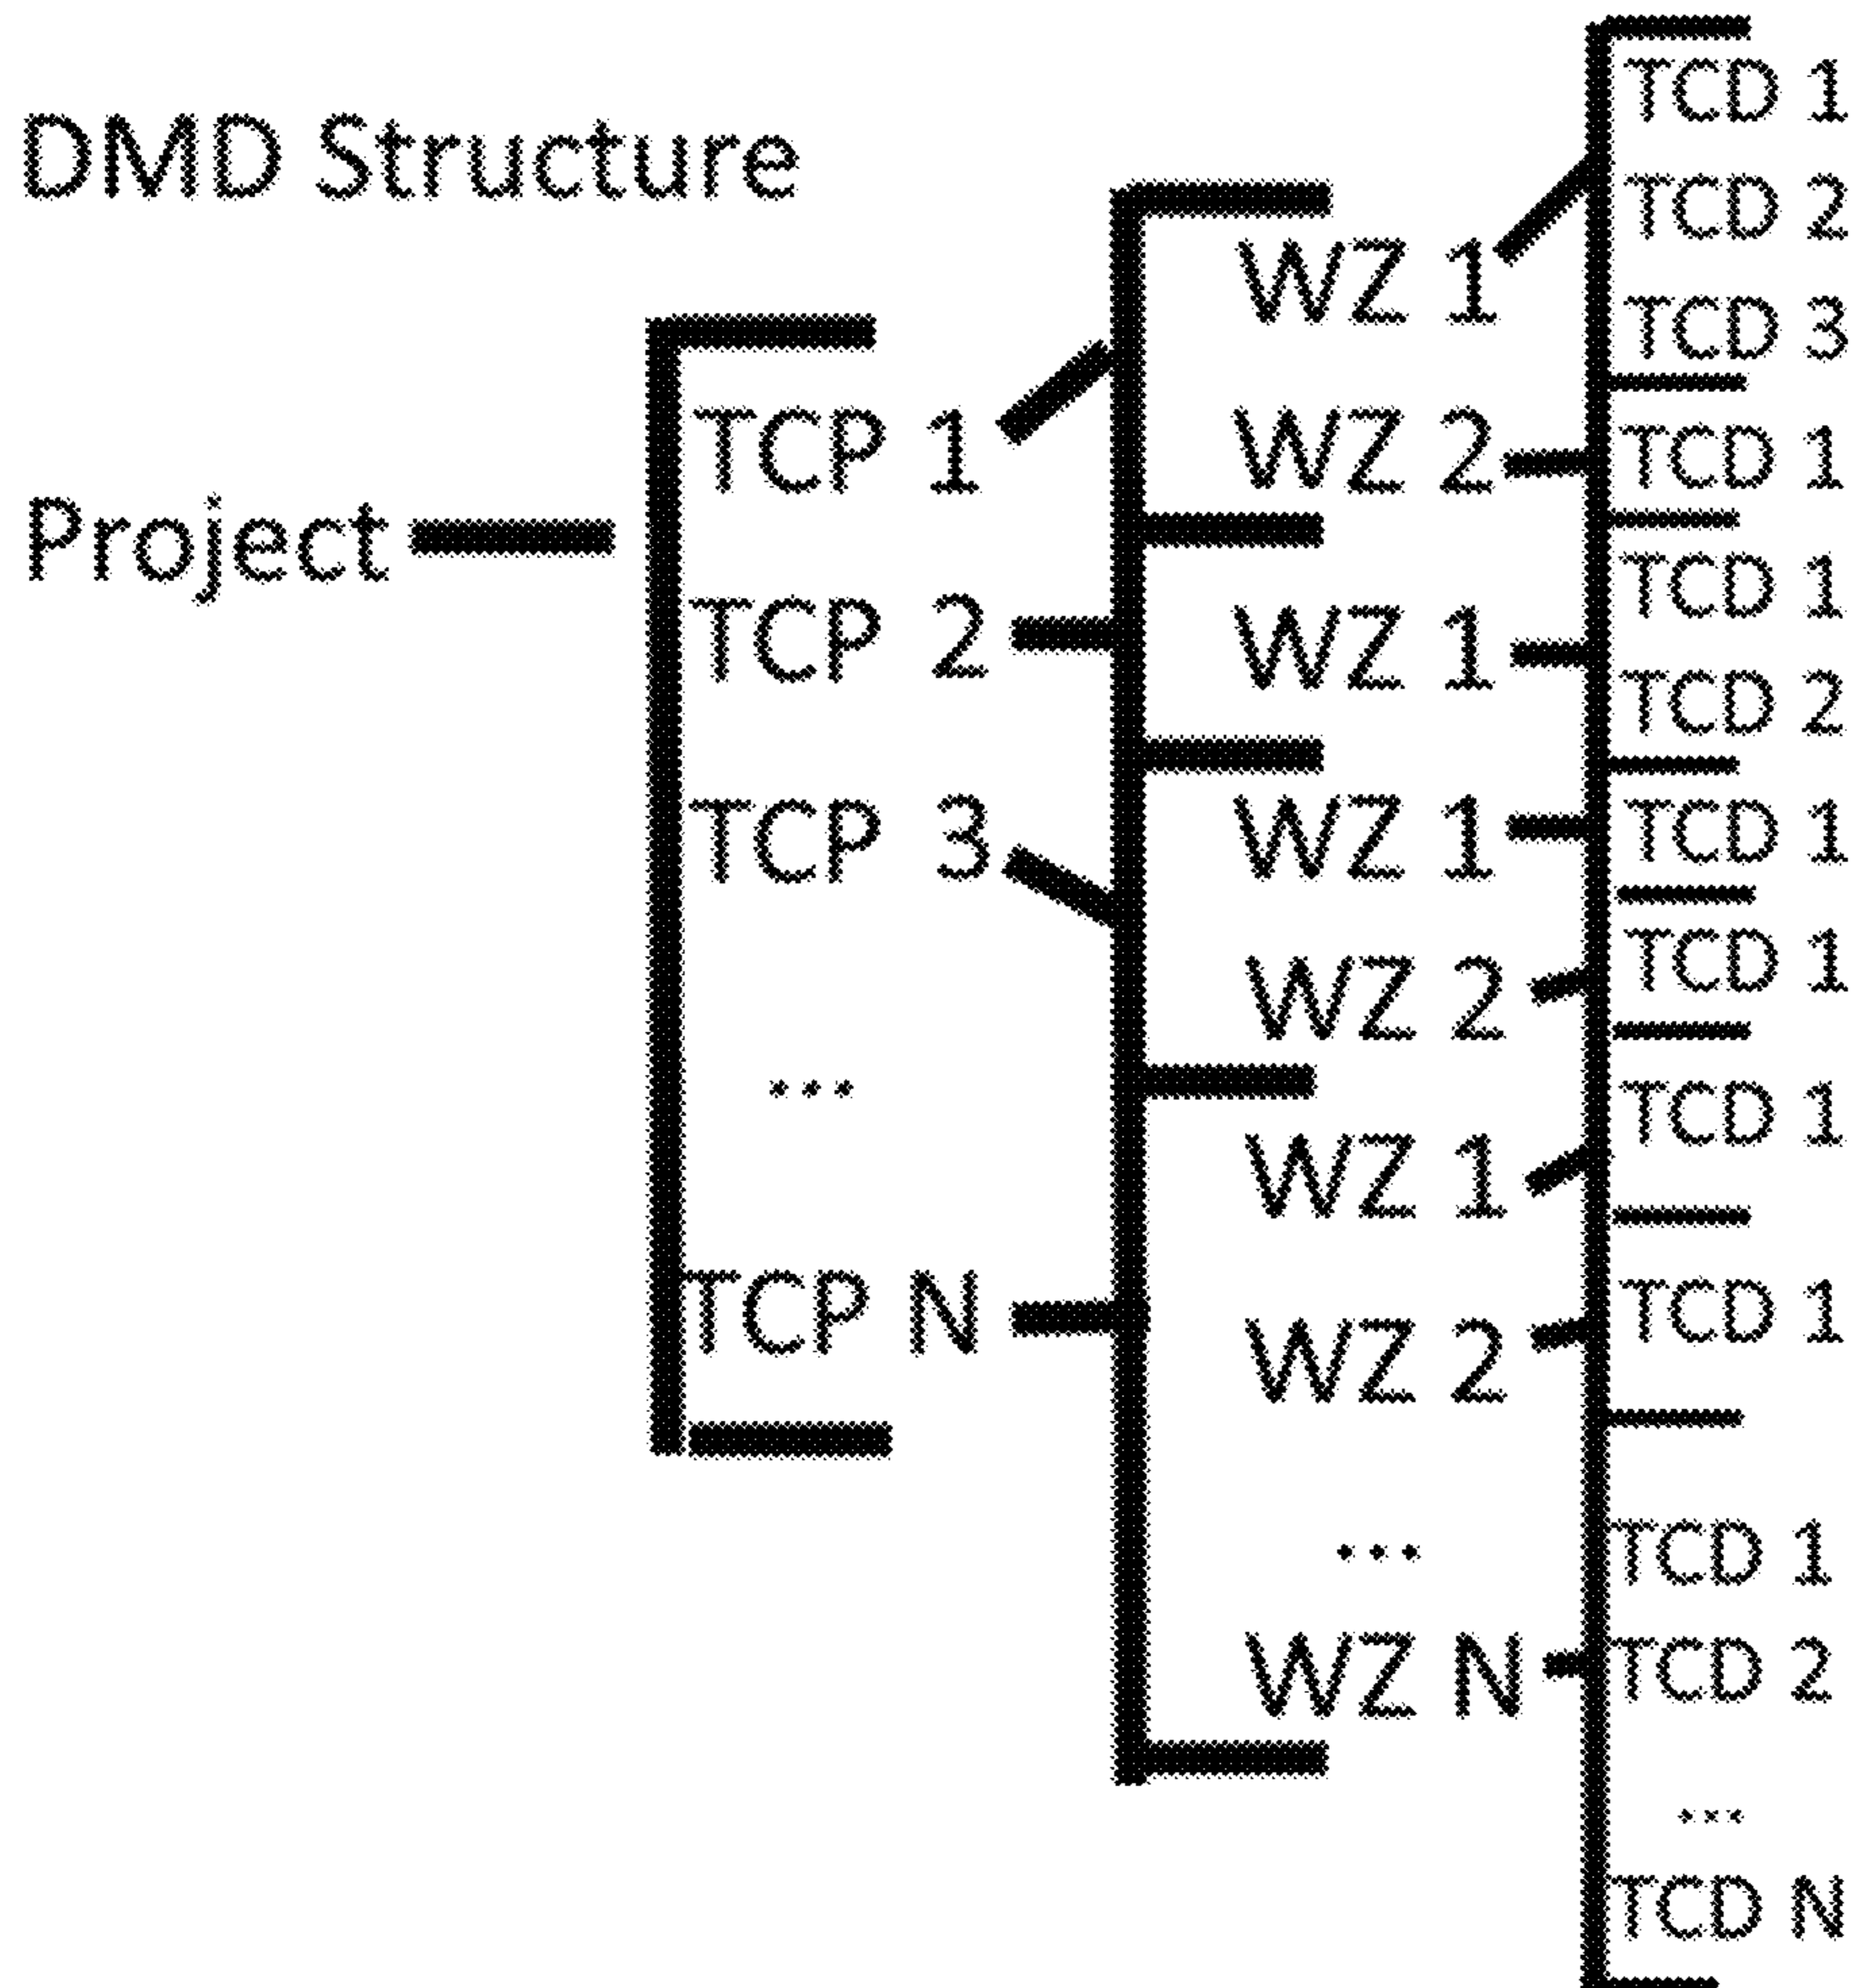 DMD Structure
Project
TCP 1
TCP 2
TCP 3
...
TCP N
WZ 1
WZ 2
WZ 1
WZ 1
WZ 2
WZ 1
WZ 2
...
WZ N
TCD 1
TCD 2
TCD 3
TCD 1
TCD 1
TCD 2
TCD 1
TCD 1
TCD 1
TCD 1
TCD 1
TCD 2
...
TCD N